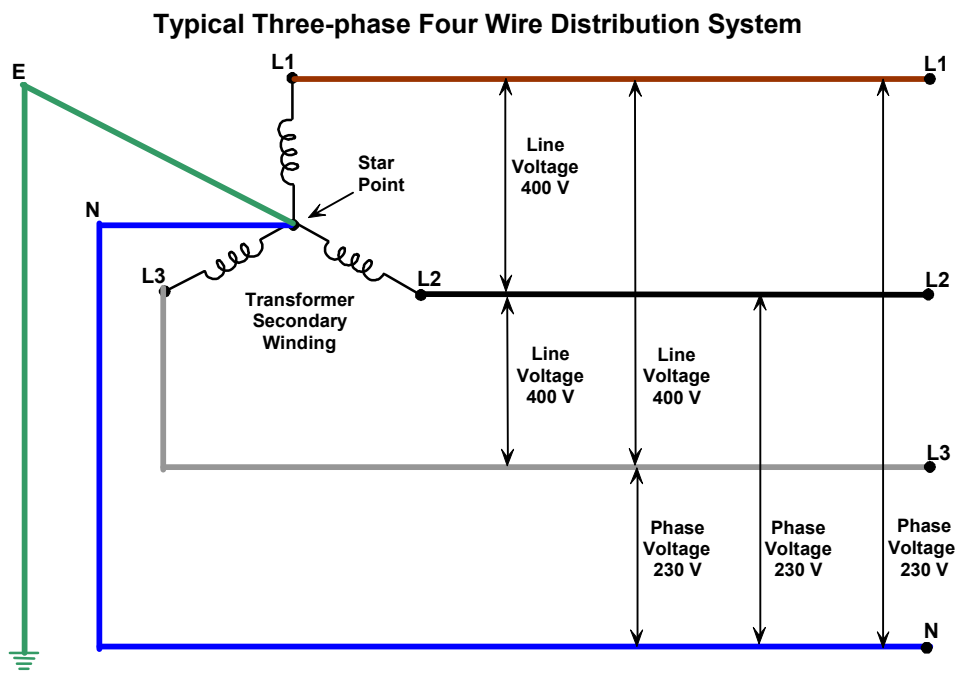 Typical Three-phase Four Wire Distribution System
E
L1
L1
Line
Voltage
400 V
Star
Point
N
L3
L2
L2
Transformer
Secondary
Winding
Line
Voltage
400 V
Line
Voltage
400 V
L3
Phase
Voltage
230 V
Phase
Voltage
230 V
Phase
Voltage
230 V
N